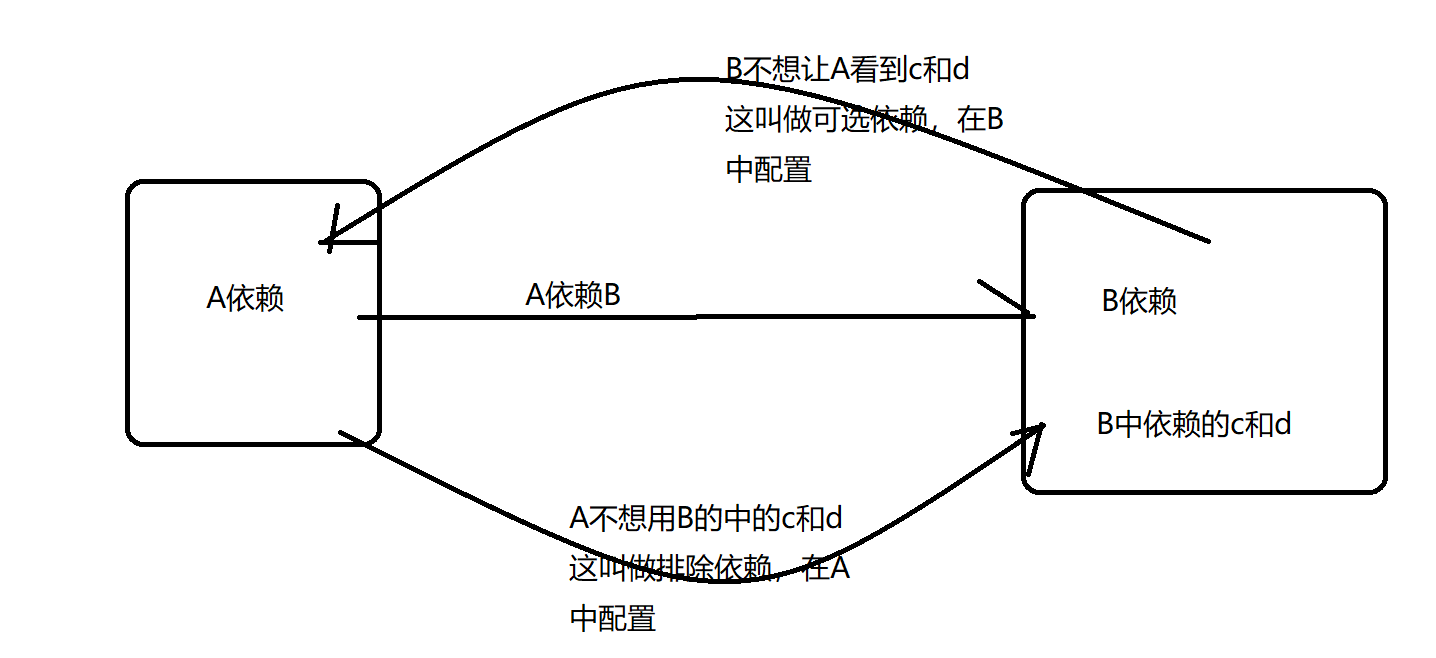 B不想让A看到c和d
这叫做可选依赖，在B
中配置
A依赖
A依赖B
B依赖
B中依赖的c和d
A不想用B的中的c和d
这叫做排除依赖，在A
中配置